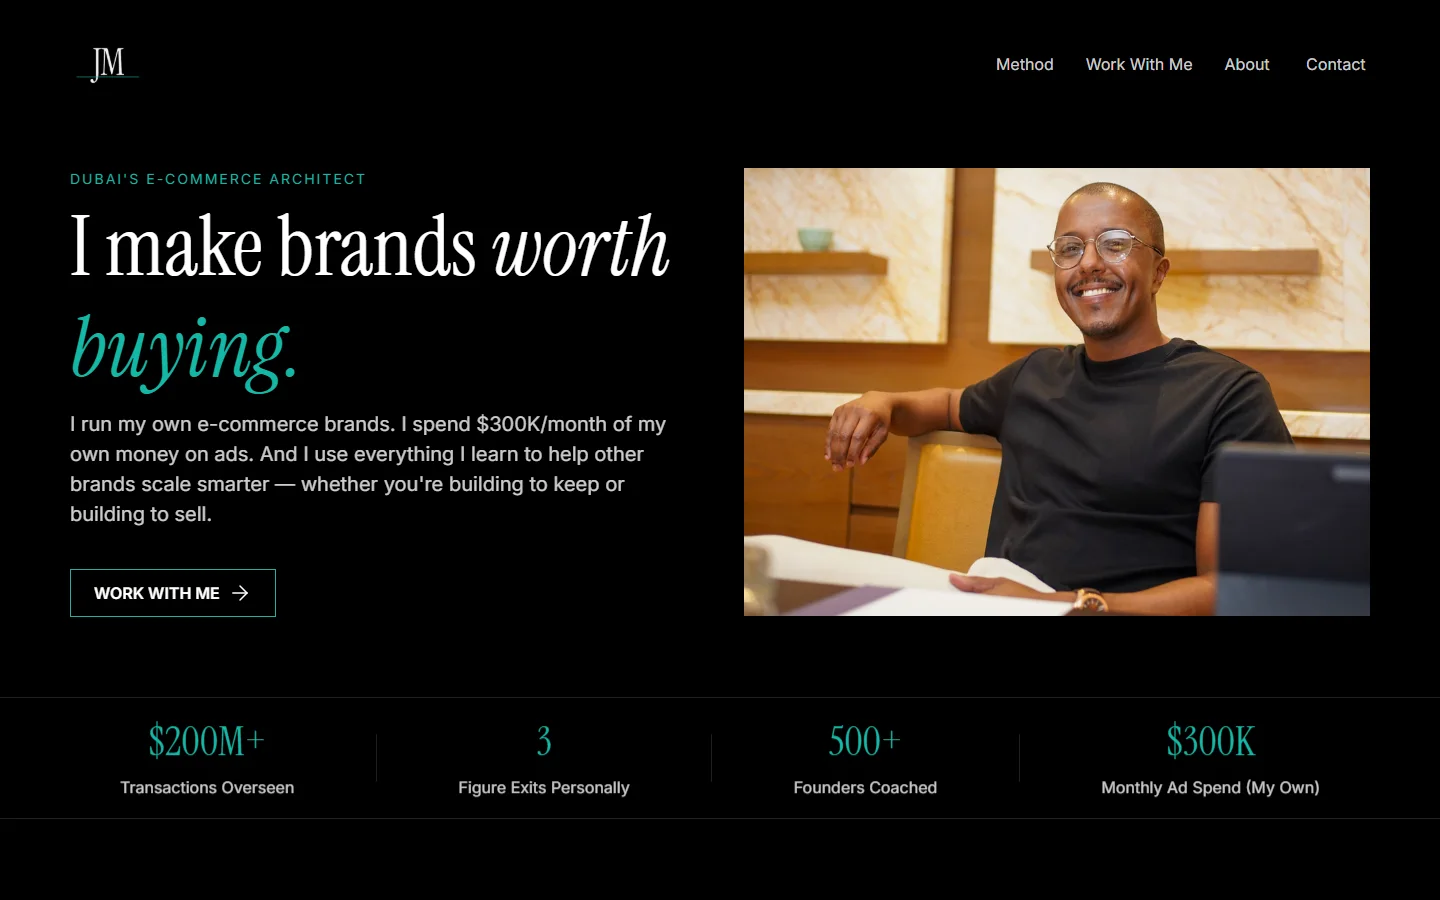 JM
Method
Work With Me
About
Contact
DUBAI'S E-COMMERCE ARCHITECT
I make brands worth
buying.
I run my own e-commerce brands. I spend $300K/month of my
own money on ads. And I use everything I learn to help other
brands scale smarter — whether you're building to keep or
building to sell.
WORK WITH ME →
$200M+
Transactions Overseen
3
Figure Exits Personally
500+
Founders Coached
$300K
Monthly Ad Spend (My Own)